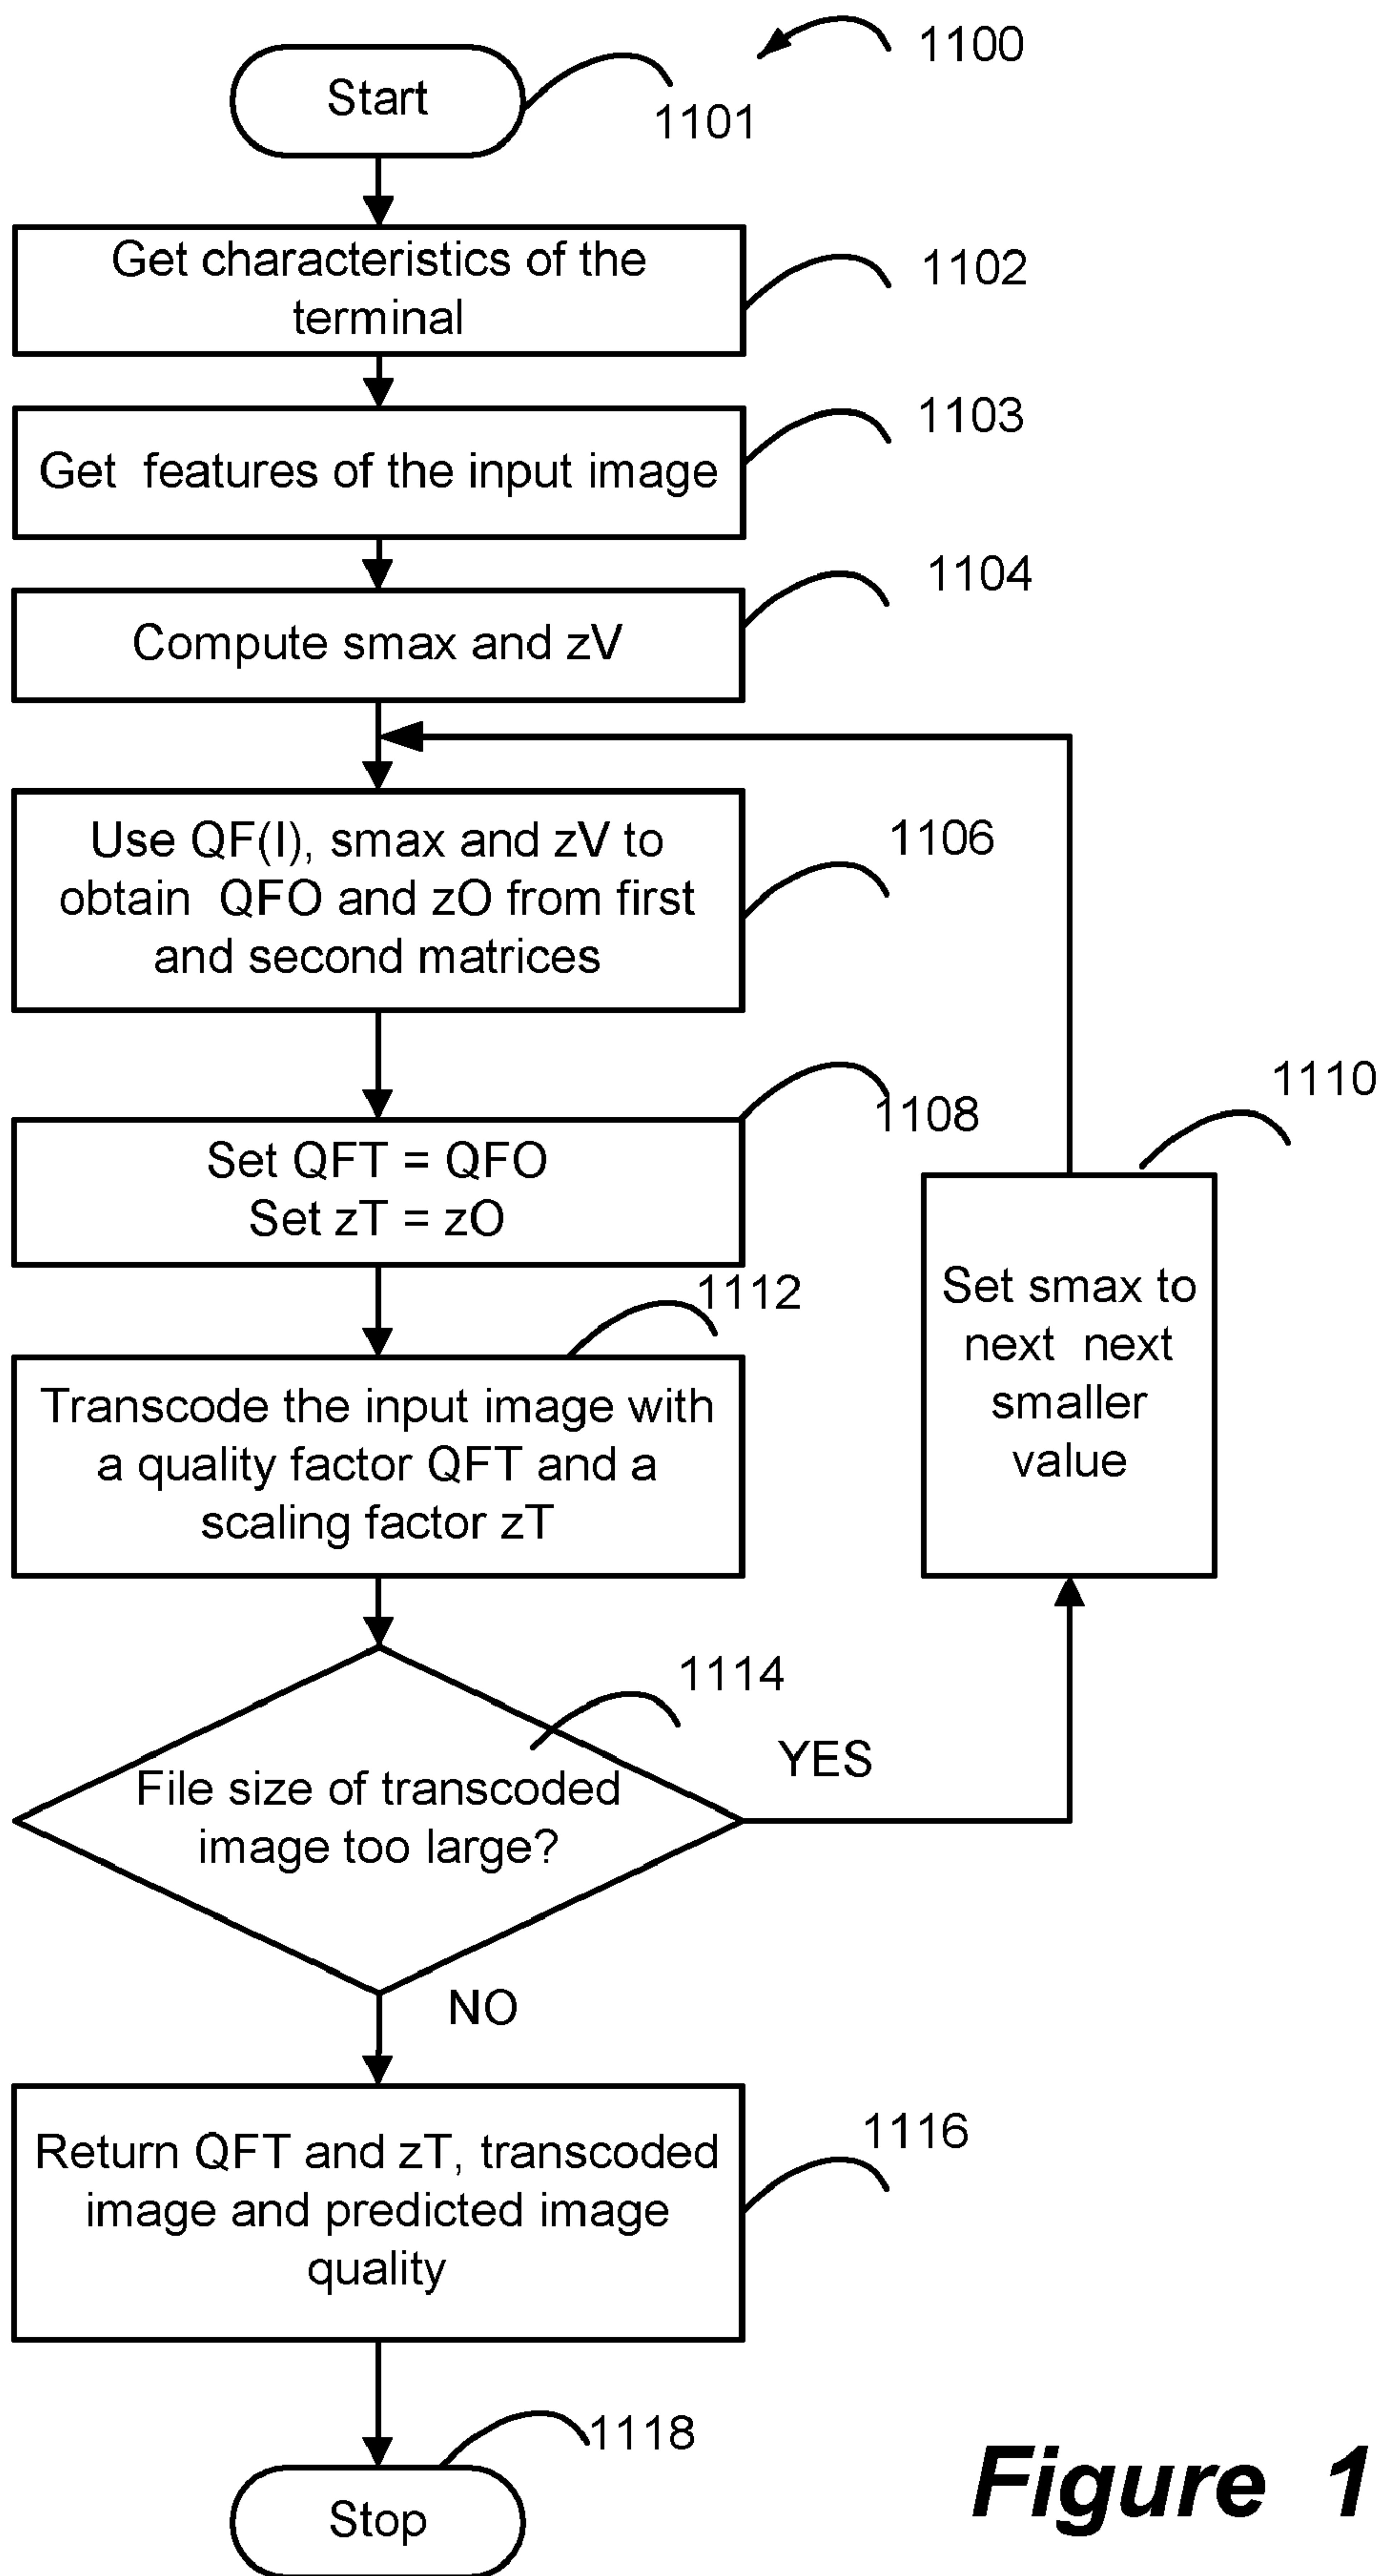 1100
Start
1101
Get characteristics of the
terminal
1102
Get features of the input image
1103
Compute smax and zV
1104
Use QF(I), smax and zV to
obtain QFO and zO from first
and second matrices
1106
Set QFT = QFO
Set zT = zO
1108
Set smax to
next next
smaller
value
1110
Transcode the input image with
a quality factor QFT and a
scaling factor zT
1112
File size of transcoded
image too large?
1114
YES
NO
Return QFT and zT, transcoded
image and predicted image
quality
1116
Stop
1118
Figure 1